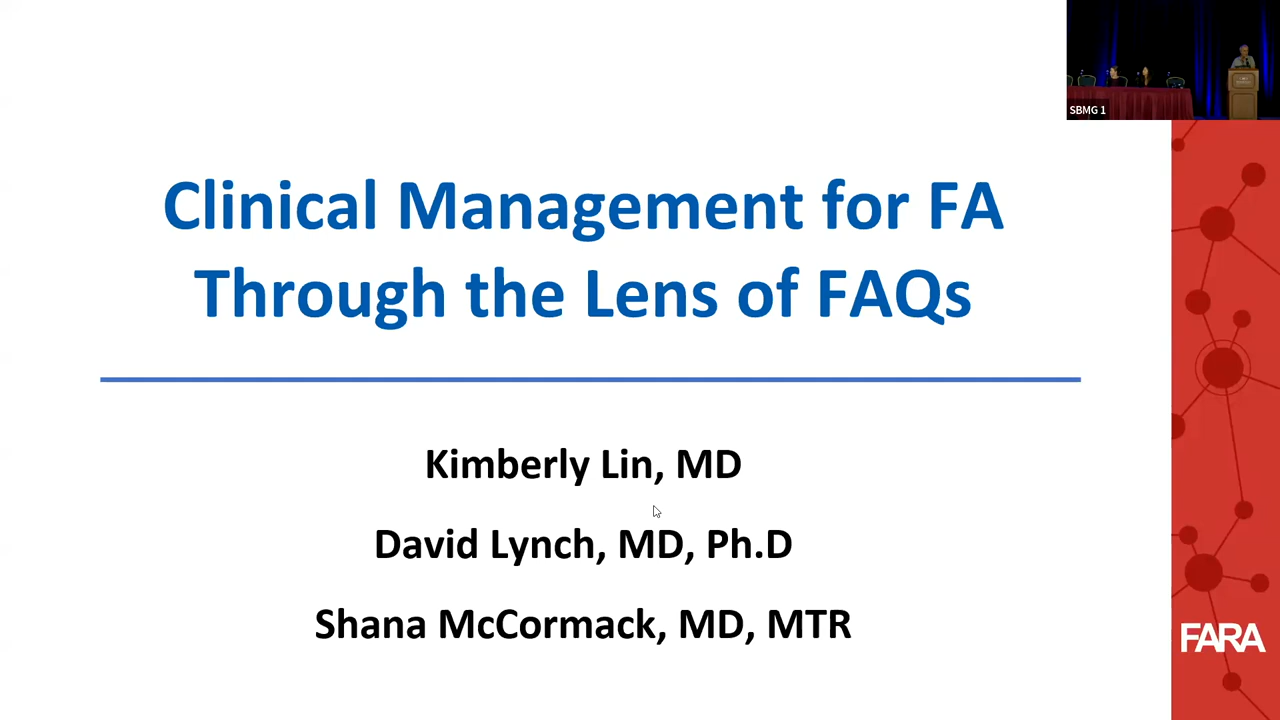 SBMG 1
Clinical Management for FA
Through the Lens of FAQs
Kimberly Lin, MD
David Lynch, MD, Ph.D
Shana McCormack, MD, MTR
FARA